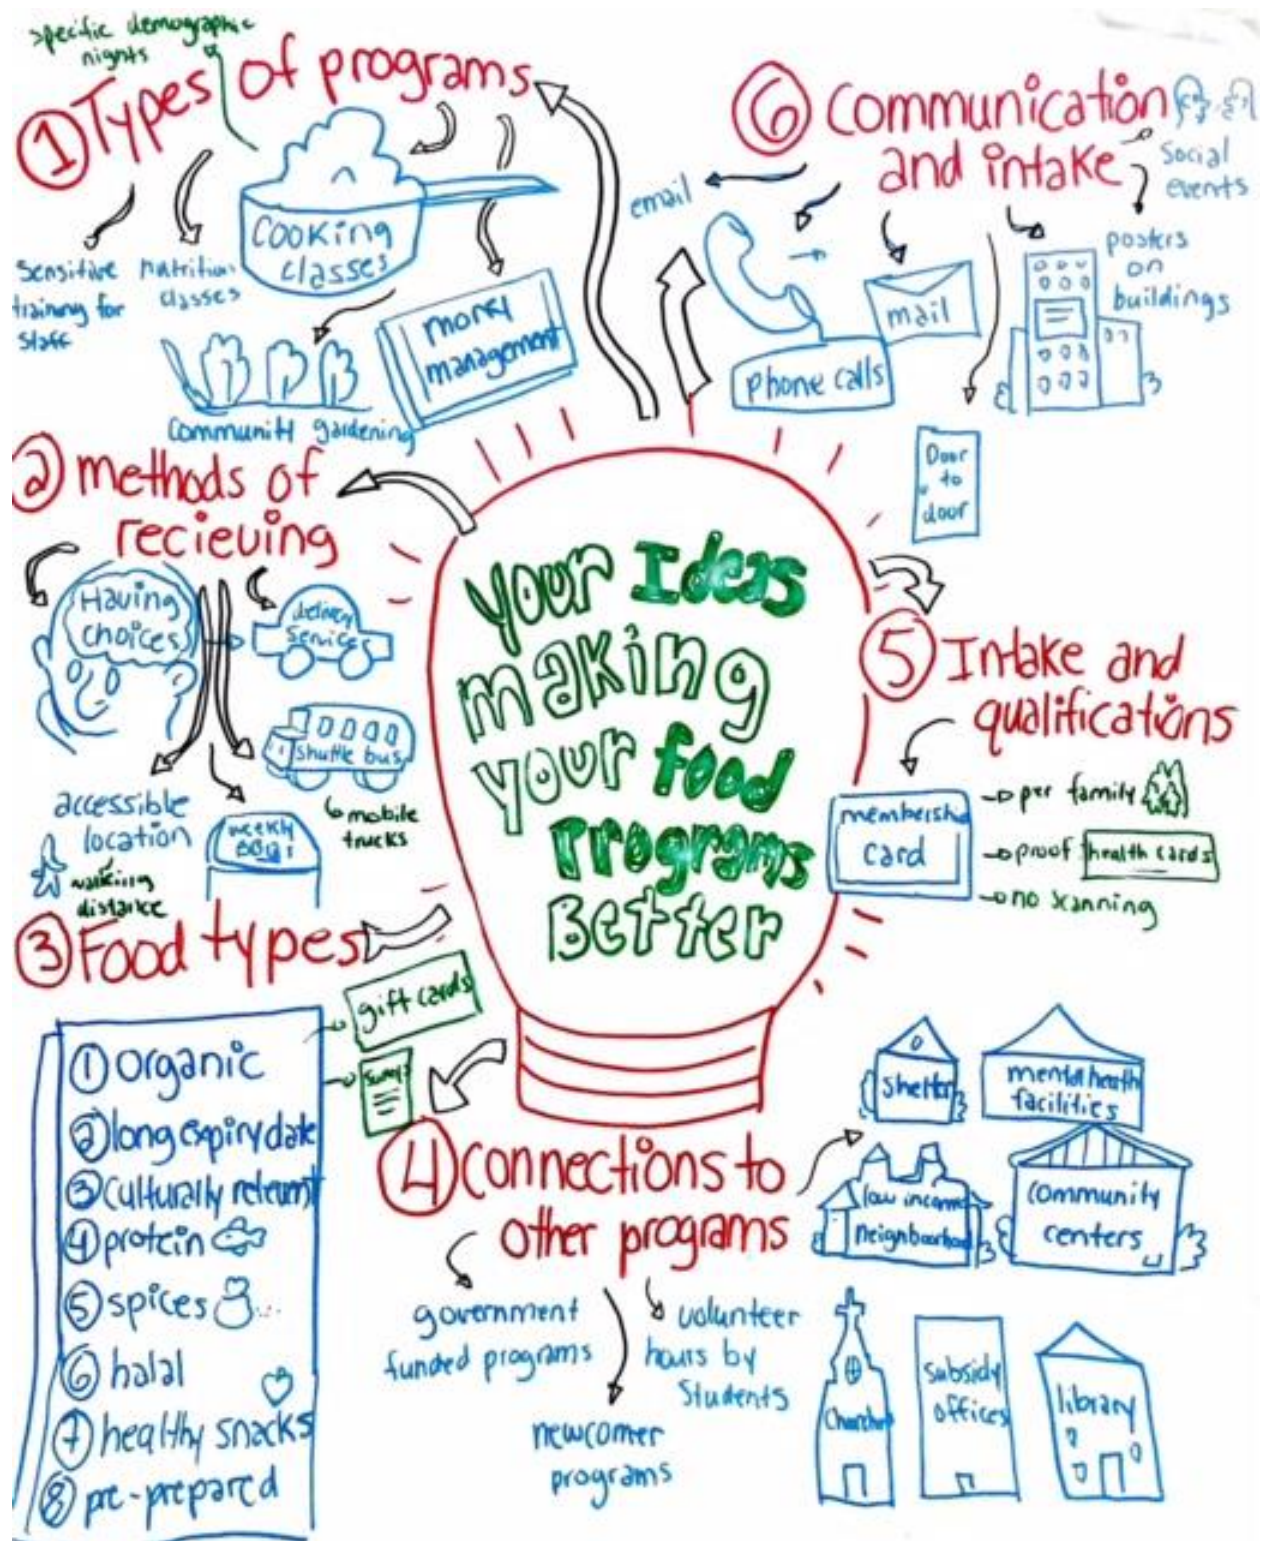 specific demographic
nights
① Types of programs
Sensitive
training for
staff
nutrition
classes
COOKING
classes
money
management
community gardening
② methods of
recieving
Having
choices
delivery
service
shuttle bus
↳ mobile
trucks
accessible
location
walking
distance
weekly
③ Food types
gift cards
① organic
② long expiry date
③ culturally relevant
④ protein
⑤ spices
⑥ halal
⑦ healthy snacks
⑧ pre-prepared
Your Ideas
making
your food
Programs
Better
④ Connections to
other programs
government
funded programs
newcomer
programs
volunteer
hours by
Students
shelter
mental health
facilities
low income
neighbourhood
community
centers
subsidy
offices
library
⑤ Intake and
qualifications
membership
card
per family
proof health cards
no scanning
⑥ Communication
and intake
email
phone calls
mail
Social
events
posters
on
buildings
Door
to
door